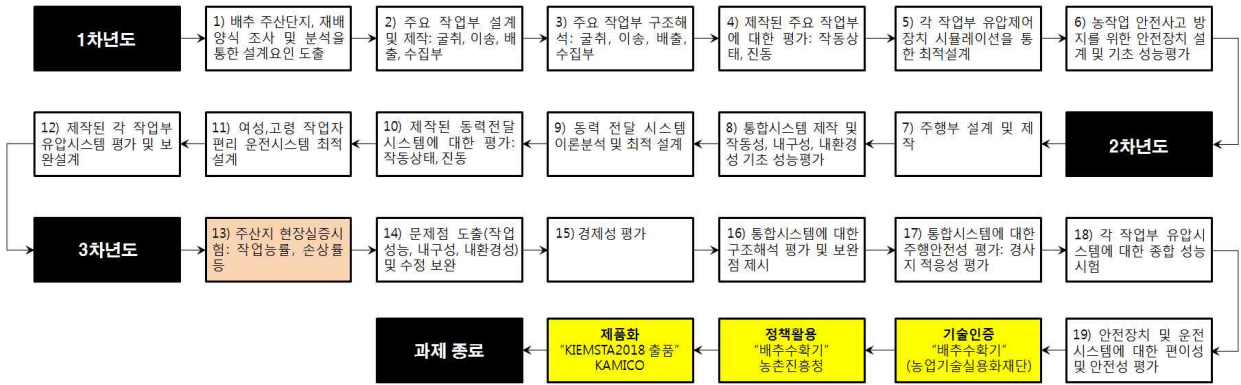 1차년도
1) 배추 주산단지, 재배
양식 조사 및 분석을
통한 설계요인 도출
2) 주요 작업부 설계
및 제작: 굴취, 이송, 배
출, 수집부
3) 주요 작업부 구조해
석: 굴취, 이송, 배출,
수집부
4) 제작된 주요 작업부
에 대한 평가: 작동상
태, 진동
5) 각 작업부 유압제어
장치 시뮬레이션을 통
한 최적설계
6) 농작업 안전사고 방
지를 위한 안전장치 설
계 및 기초 성능평가
2차년도
7) 주행부 설계 및 제
작
8) 통합시스템 제작 및
작동성, 내구성, 내환경
성 기초 성능평가
9) 동력 전달 시스템
이론분석 및 최적 설계
10) 제작된 동력전달
시스템에 대한 평가:
작동상태, 진동
11) 여성,고령 작업자
편리 운전시스템 최적
설계
12) 제작된 각 작업부
유압시스템 평가 및 보
완설계
3차년도
13) 주산지 현장실증시
험: 작업능률, 손상률
등
14) 문제점 도출(작업
성능, 내구성, 내환경성)
및 수정 보완
15) 경제성 평가
16) 통합시스템에 대한
구조해석 평가 및 보완
점 제시
17) 통합시스템에 대한
주행안전성 평가: 경사
지 적응성 평가
18) 각 작업부 유압시
스템에 대한 종합 성능
시험
19) 안전장치 및 운전
시스템에 대한 편이성
및 안전성 평가
기술인증
“배추수확기”
(농업기술실용화재단)
정책활용
“배추수확기”
농촌진흥청
제품화
“KIEMSTA2018 출품”
KAMICO
과제 종료